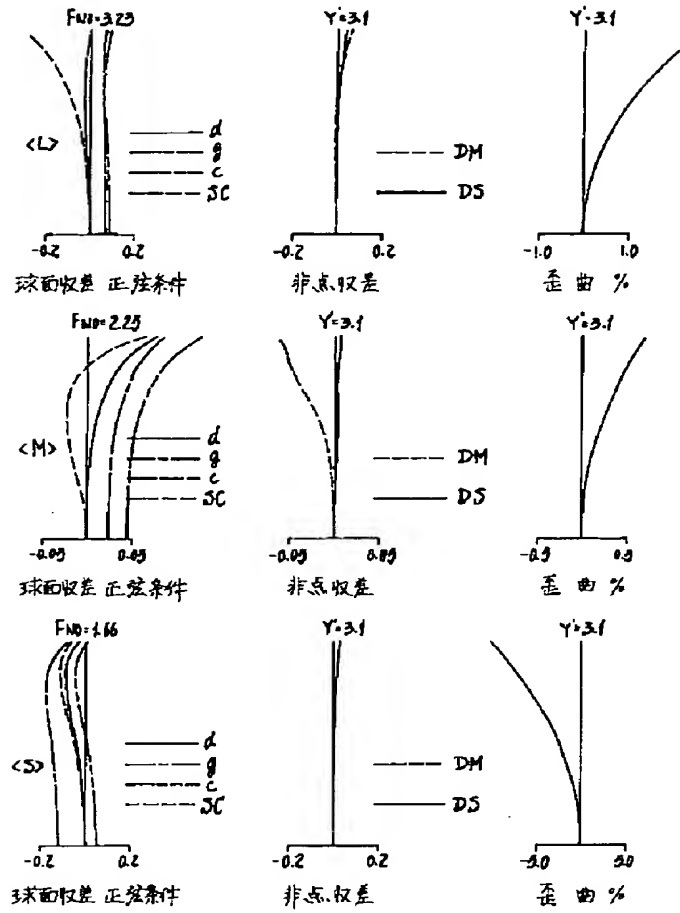 FNO=3.23
Y'=3.1
Y'=3.1
<L>
d
g
c
SC
DM
DS
-0.2 0.2
-0.2 0.2
-1.0 1.0
球面収差 正弦条件
非点収差
歪曲 %
FNO=2.25
Y'=3.1
Y'=3.1
<M>
d
g
c
SC
DM
DS
-0.05 0.05
-0.05 0.05
-0.5 0.5
球面収差 正弦条件
非点収差
歪曲 %
FNO=1.66
Y'=3.1
Y'=3.1
<S>
d
g
c
SC
DM
DS
-0.2 0.2
-0.2 0.2
-5.0 5.0
球面収差 正弦条件
非点収差
歪曲 %